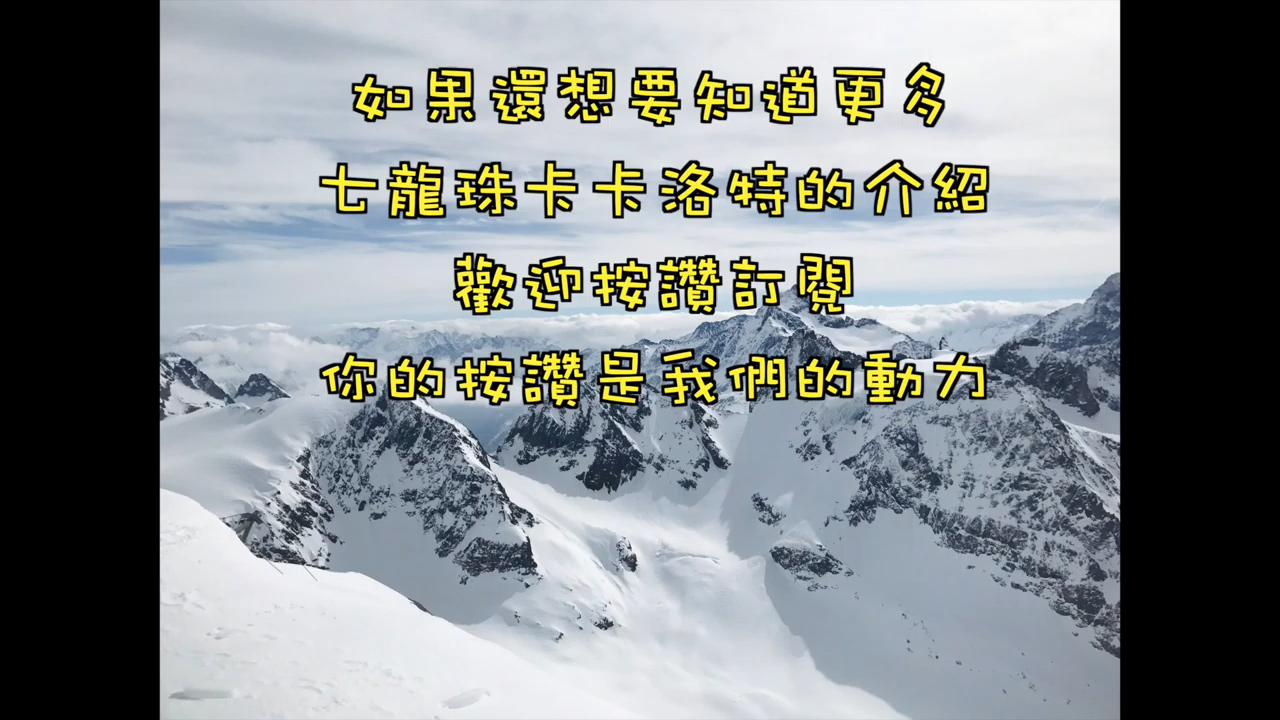 如果還想要知道更多
七龍珠卡卡洛特的介紹
歡迎按讚訂閱
你的按讚是我們的動力